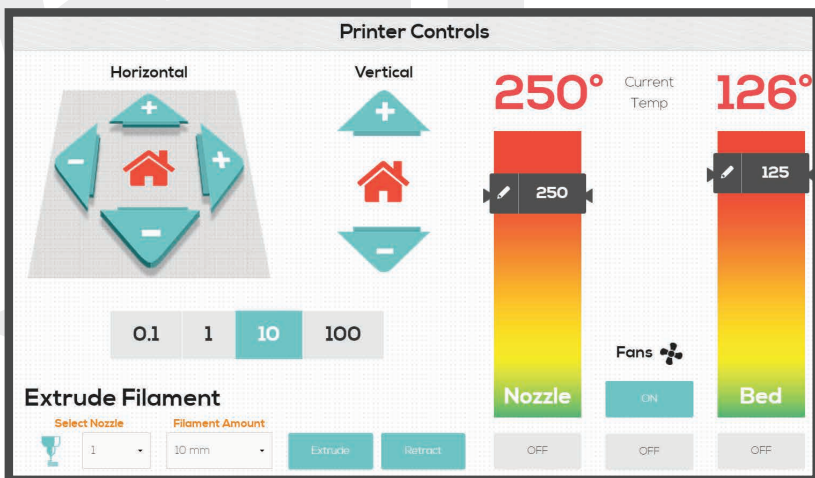 Printer Controls
Horizontal
Vertical
250°
Current
Temp
126°
+
- +
-
+
-
250
125
0.1 1 10 100
Fans
Nozzle
ON
Bed
Extrude Filament
Select Nozzle
Filament Amount
1
10 mm
Extrude
Retract
OFF
OFF
OFF